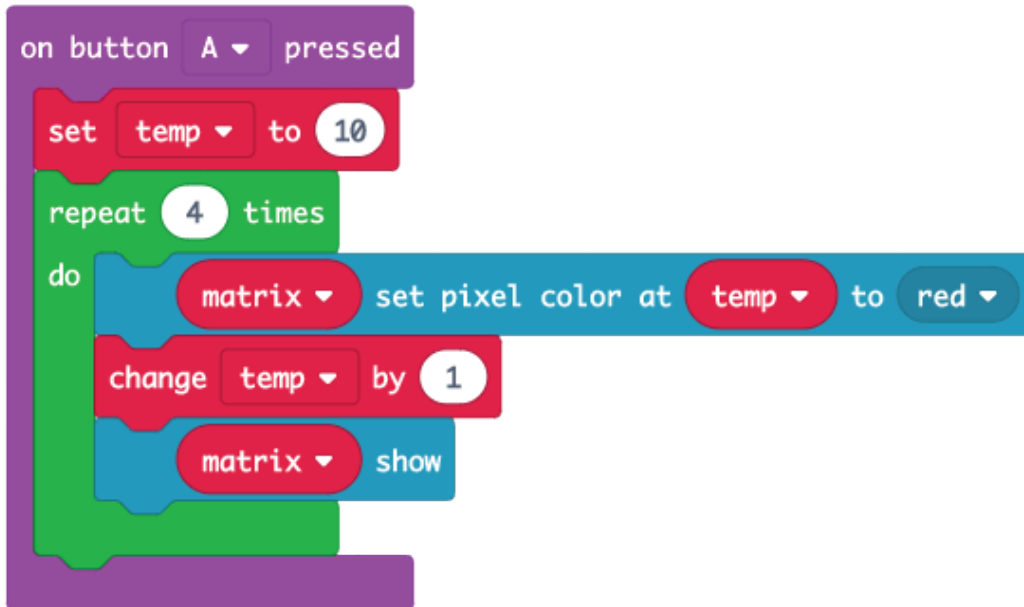 on button A pressed
set temp to 10
repeat 4 times
do
matrix set pixel color at temp to red
change temp by 1
matrix show